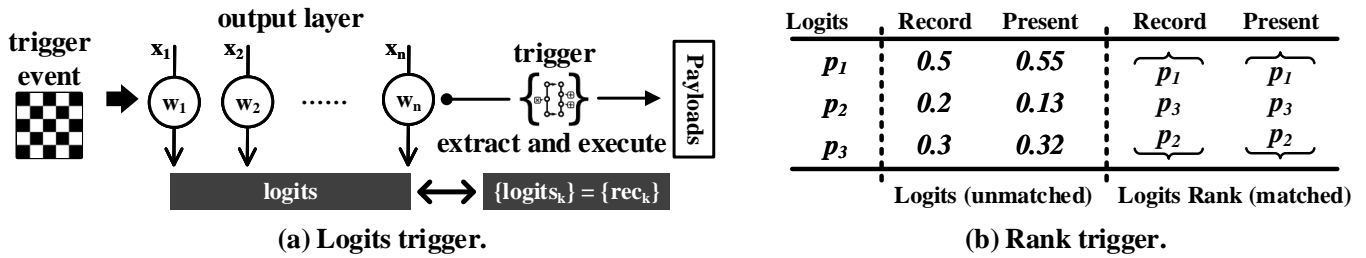 output layer
trigger
event
x1 x2 xn
w1 w2 ...... wn
trigger
extract and execute
Payloads
logits
{logitsk} = {reck}
(a) Logits trigger.
Logits Record Present Record Present
p1 0.5 0.55 p1 p1
p2 0.2 0.13 p3 p3
p3 0.3 0.32 p2 p2
Logits (unmatched) Logits Rank (matched)
(b) Rank trigger.